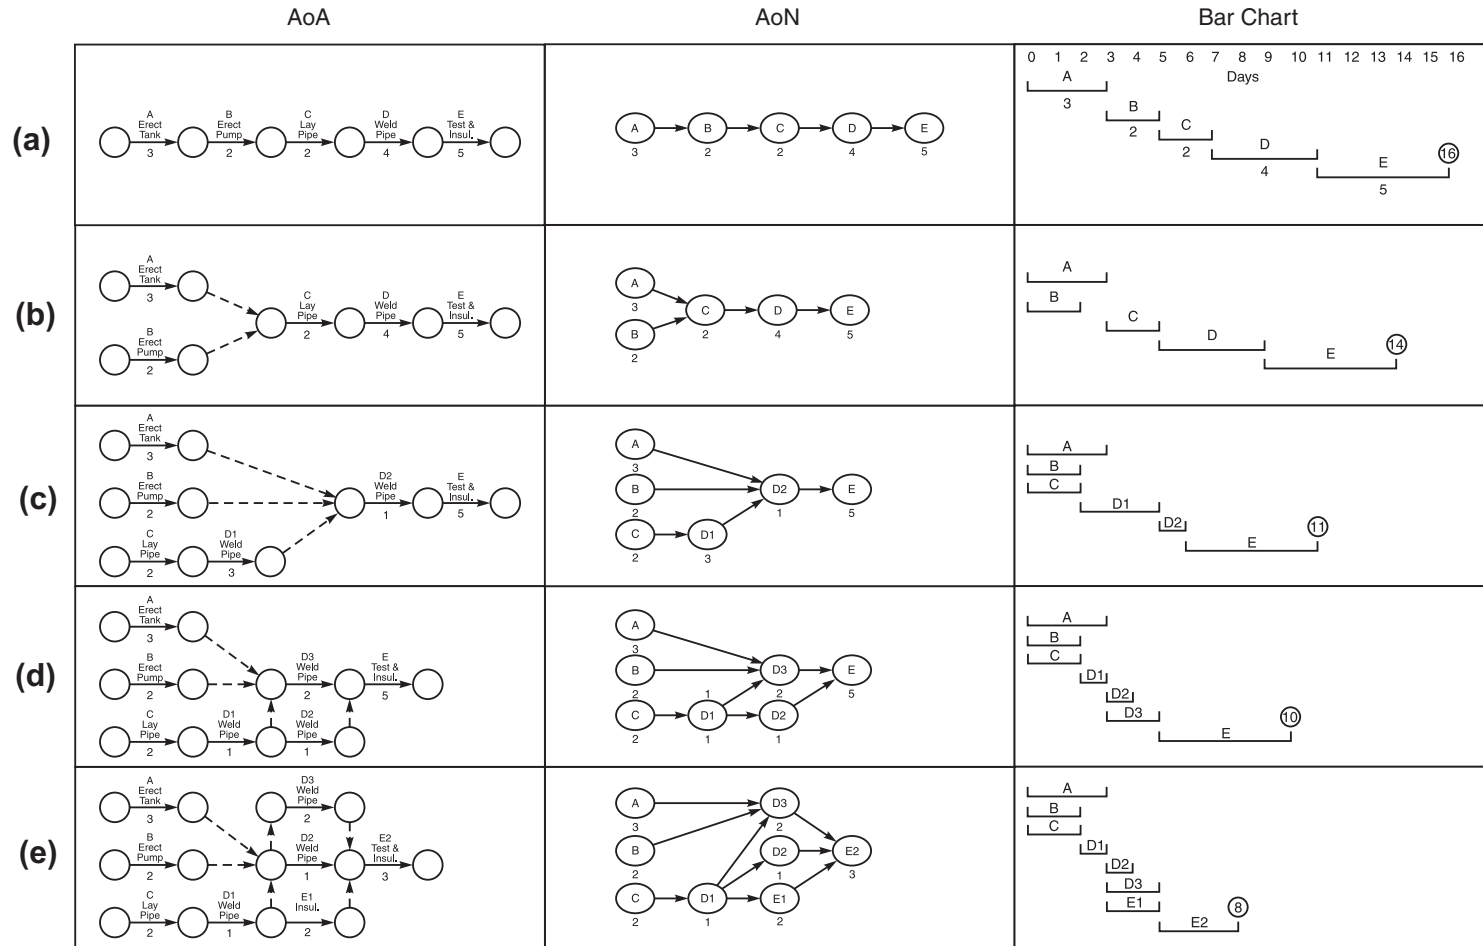 AoA AoN Bar Chart
(a)
A B C D E
Erect Erect Lay Weld Test &
Tank Pump Pipe Pipe Insul.
3 2 2 4 5
A B C D E
3 2 2 4 5
0 1 2 3 4 5 6 7 8 9 10 11 12 13 14 15 16
Days
A
3
B
2
C
2
D
4
E
5
16
(b)
A
Erect
Tank
3
B
Erect
Pump
2
C D E
Lay Weld Test &
Pipe Pipe Insul.
2 4 5
A
3
B
2
C D E
2 4 5
A
B
C
D
E
14
(c)
A
Erect
Tank
3
B
Erect
Pump
2
D2 E
Weld Test &
Pipe Insul.
1 5
C D1
Lay Weld
Pipe Pipe
2 3
A
3
B D2 E
2 1 5
C D1
2 3
A
B
C
D1
D2
E
11
(d)
A
Erect
Tank
3
B D3 E
Erect Weld Test &
Pump Pipe Insul.
2 2 5
C D1 D2
Lay Weld Weld
Pipe Pipe Pipe
2 1 1
A
3
B D3 E
2 1 2 5
C D1 D2
2 1 1
A
B
C
D1
D2
D3
E
10
(e)
A D3
Erect Weld
Tank Pipe
3 2
B D2 E2
Erect Weld Test &
Pump Pipe Insul.
2 1 3
C D1 E1
Lay Weld Insul.
Pipe Pipe
2 1 2
A D3
3 2
B D2 E2
2 1 3
C D1 E1
2 1 2
A
B
C
D1
D2
D3
E1
E2
8